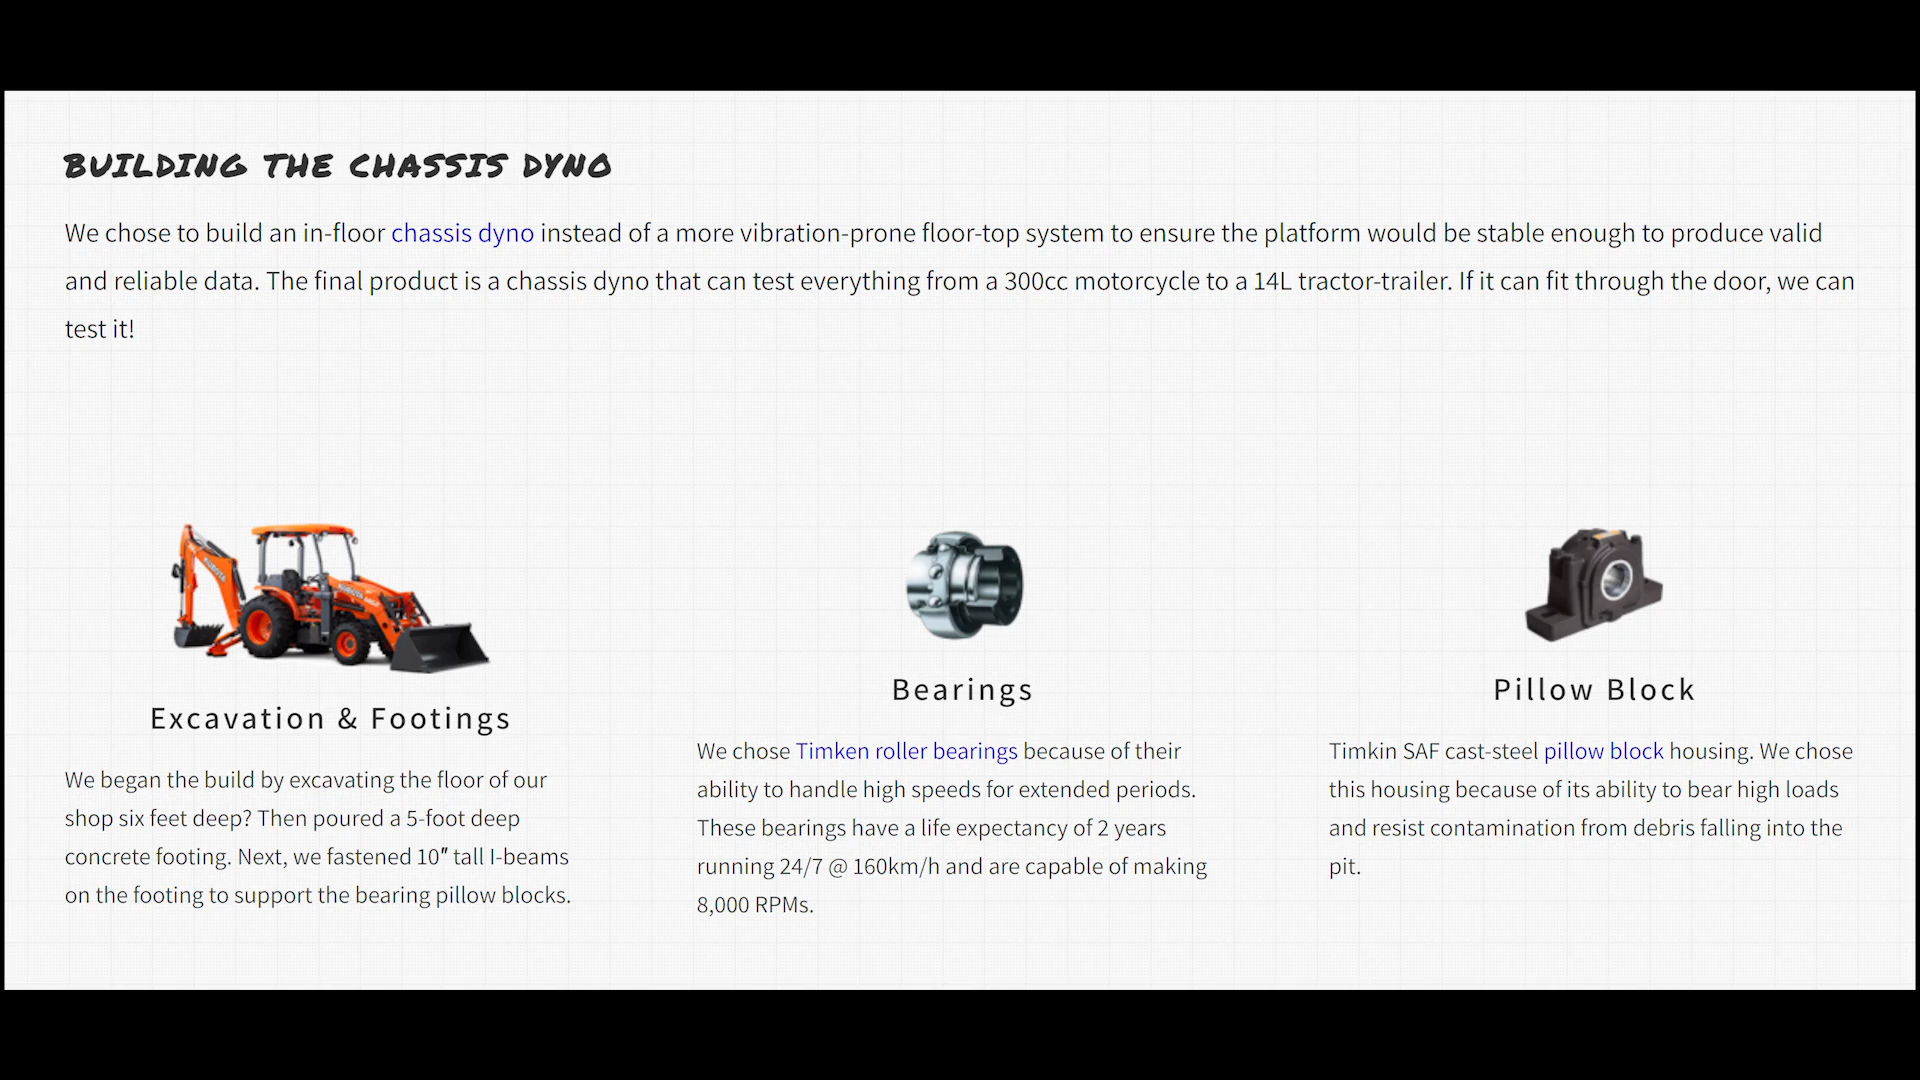 BUILDING THE CHASSIS DYNO
We chose to build an in-floor chassis dyno instead of a more vibration-prone floor-top system to ensure the platform would be stable enough to produce valid
and reliable data. The final product is a chassis dyno that can test everything from a 300cc motorcycle to a 14L tractor-trailer. If it can fit through the door, we can
test it!
KUBOTA
KUBOTA
Excavation & Footings
We began the build by excavating the floor of our
shop six feet deep? Then poured a 5-foot deep
concrete footing. Next, we fastened 10″ tall I-beams
on the footing to support the bearing pillow blocks.
Bearings
We chose Timken roller bearings because of their
ability to handle high speeds for extended periods.
These bearings have a life expectancy of 2 years
running 24/7 @ 160km/h and are capable of making
8,000 RPMs.
Pillow Block
Timkin SAF cast-steel pillow block housing. We chose
this housing because of its ability to bear high loads
and resist contamination from debris falling into the
pit.